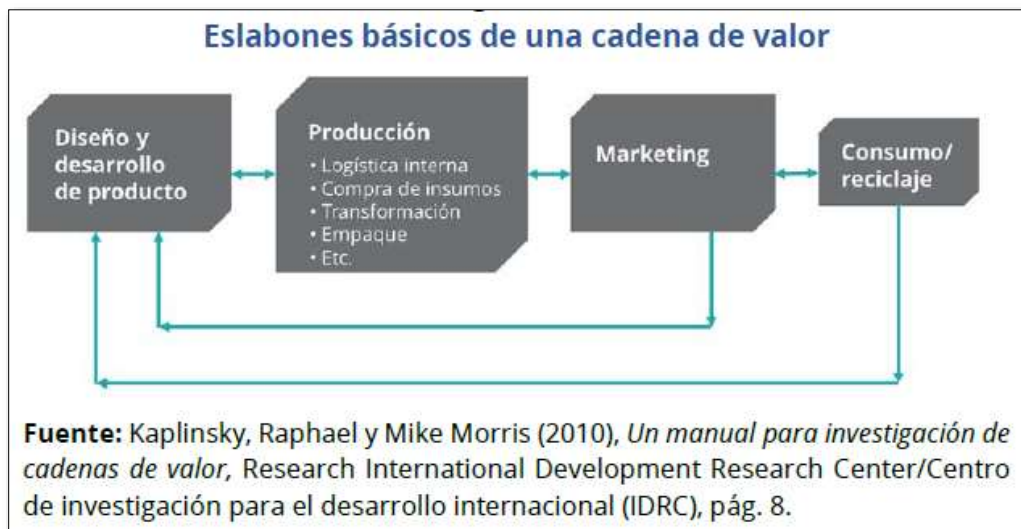 Eslabones básicos de una cadena de valor
Diseño y
desarrollo
de producto
Producción
• Logística interna
• Compra de insumos
• Transformación
• Empaque
• Etc.
Marketing
Consumo/
reciclaje
Fuente: Kaplinsky, Raphael y Mike Morris (2010), Un manual para investigación de
cadenas de valor, Research International Development Research Center/Centro
de investigación para el desarrollo internacional (IDRC), pág. 8.